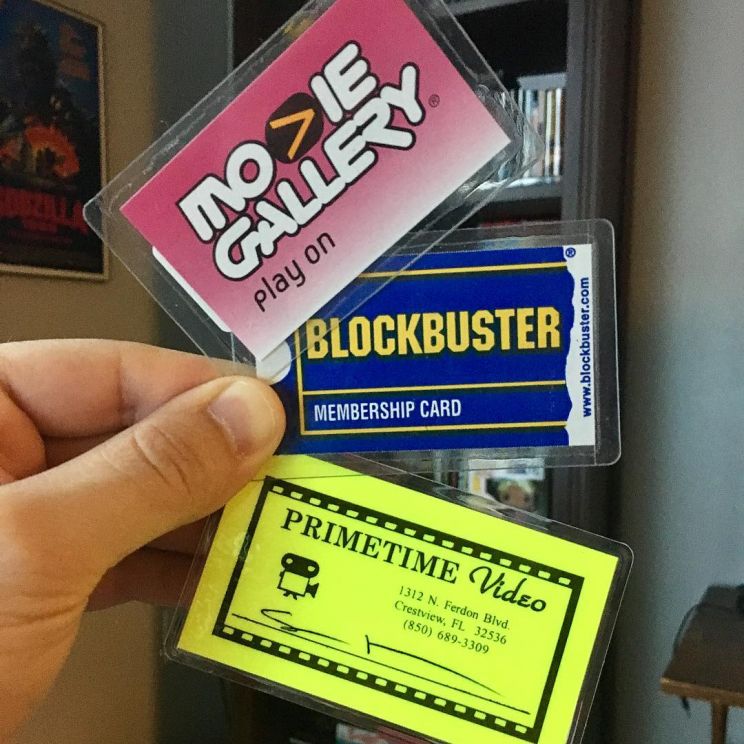 MOVIE
GALLERY®
play on
BLOCKBUSTER®
MEMBERSHIP CARD
www.blockbuster.com
PRIMETIME Video
1312 N. Ferdon Blvd.
Crestview, FL 32536
(850) 689-3309
GODZILLA